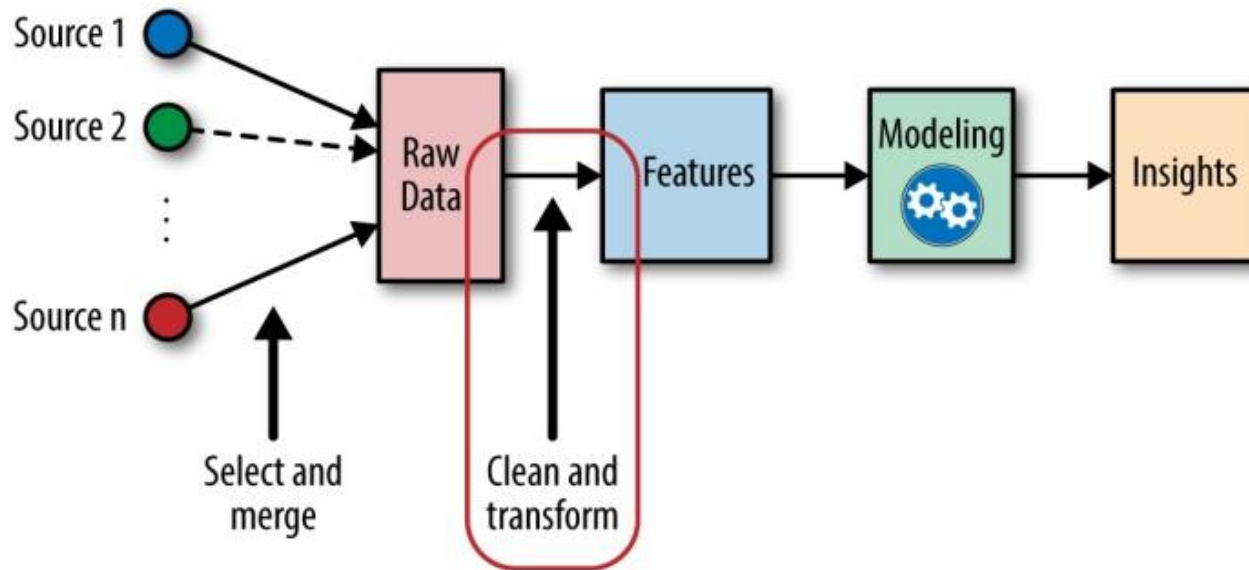 Source 1
Source 2
Source n
Select and
merge
Raw
Data
Clean and
transform
Features
Modeling
Insights